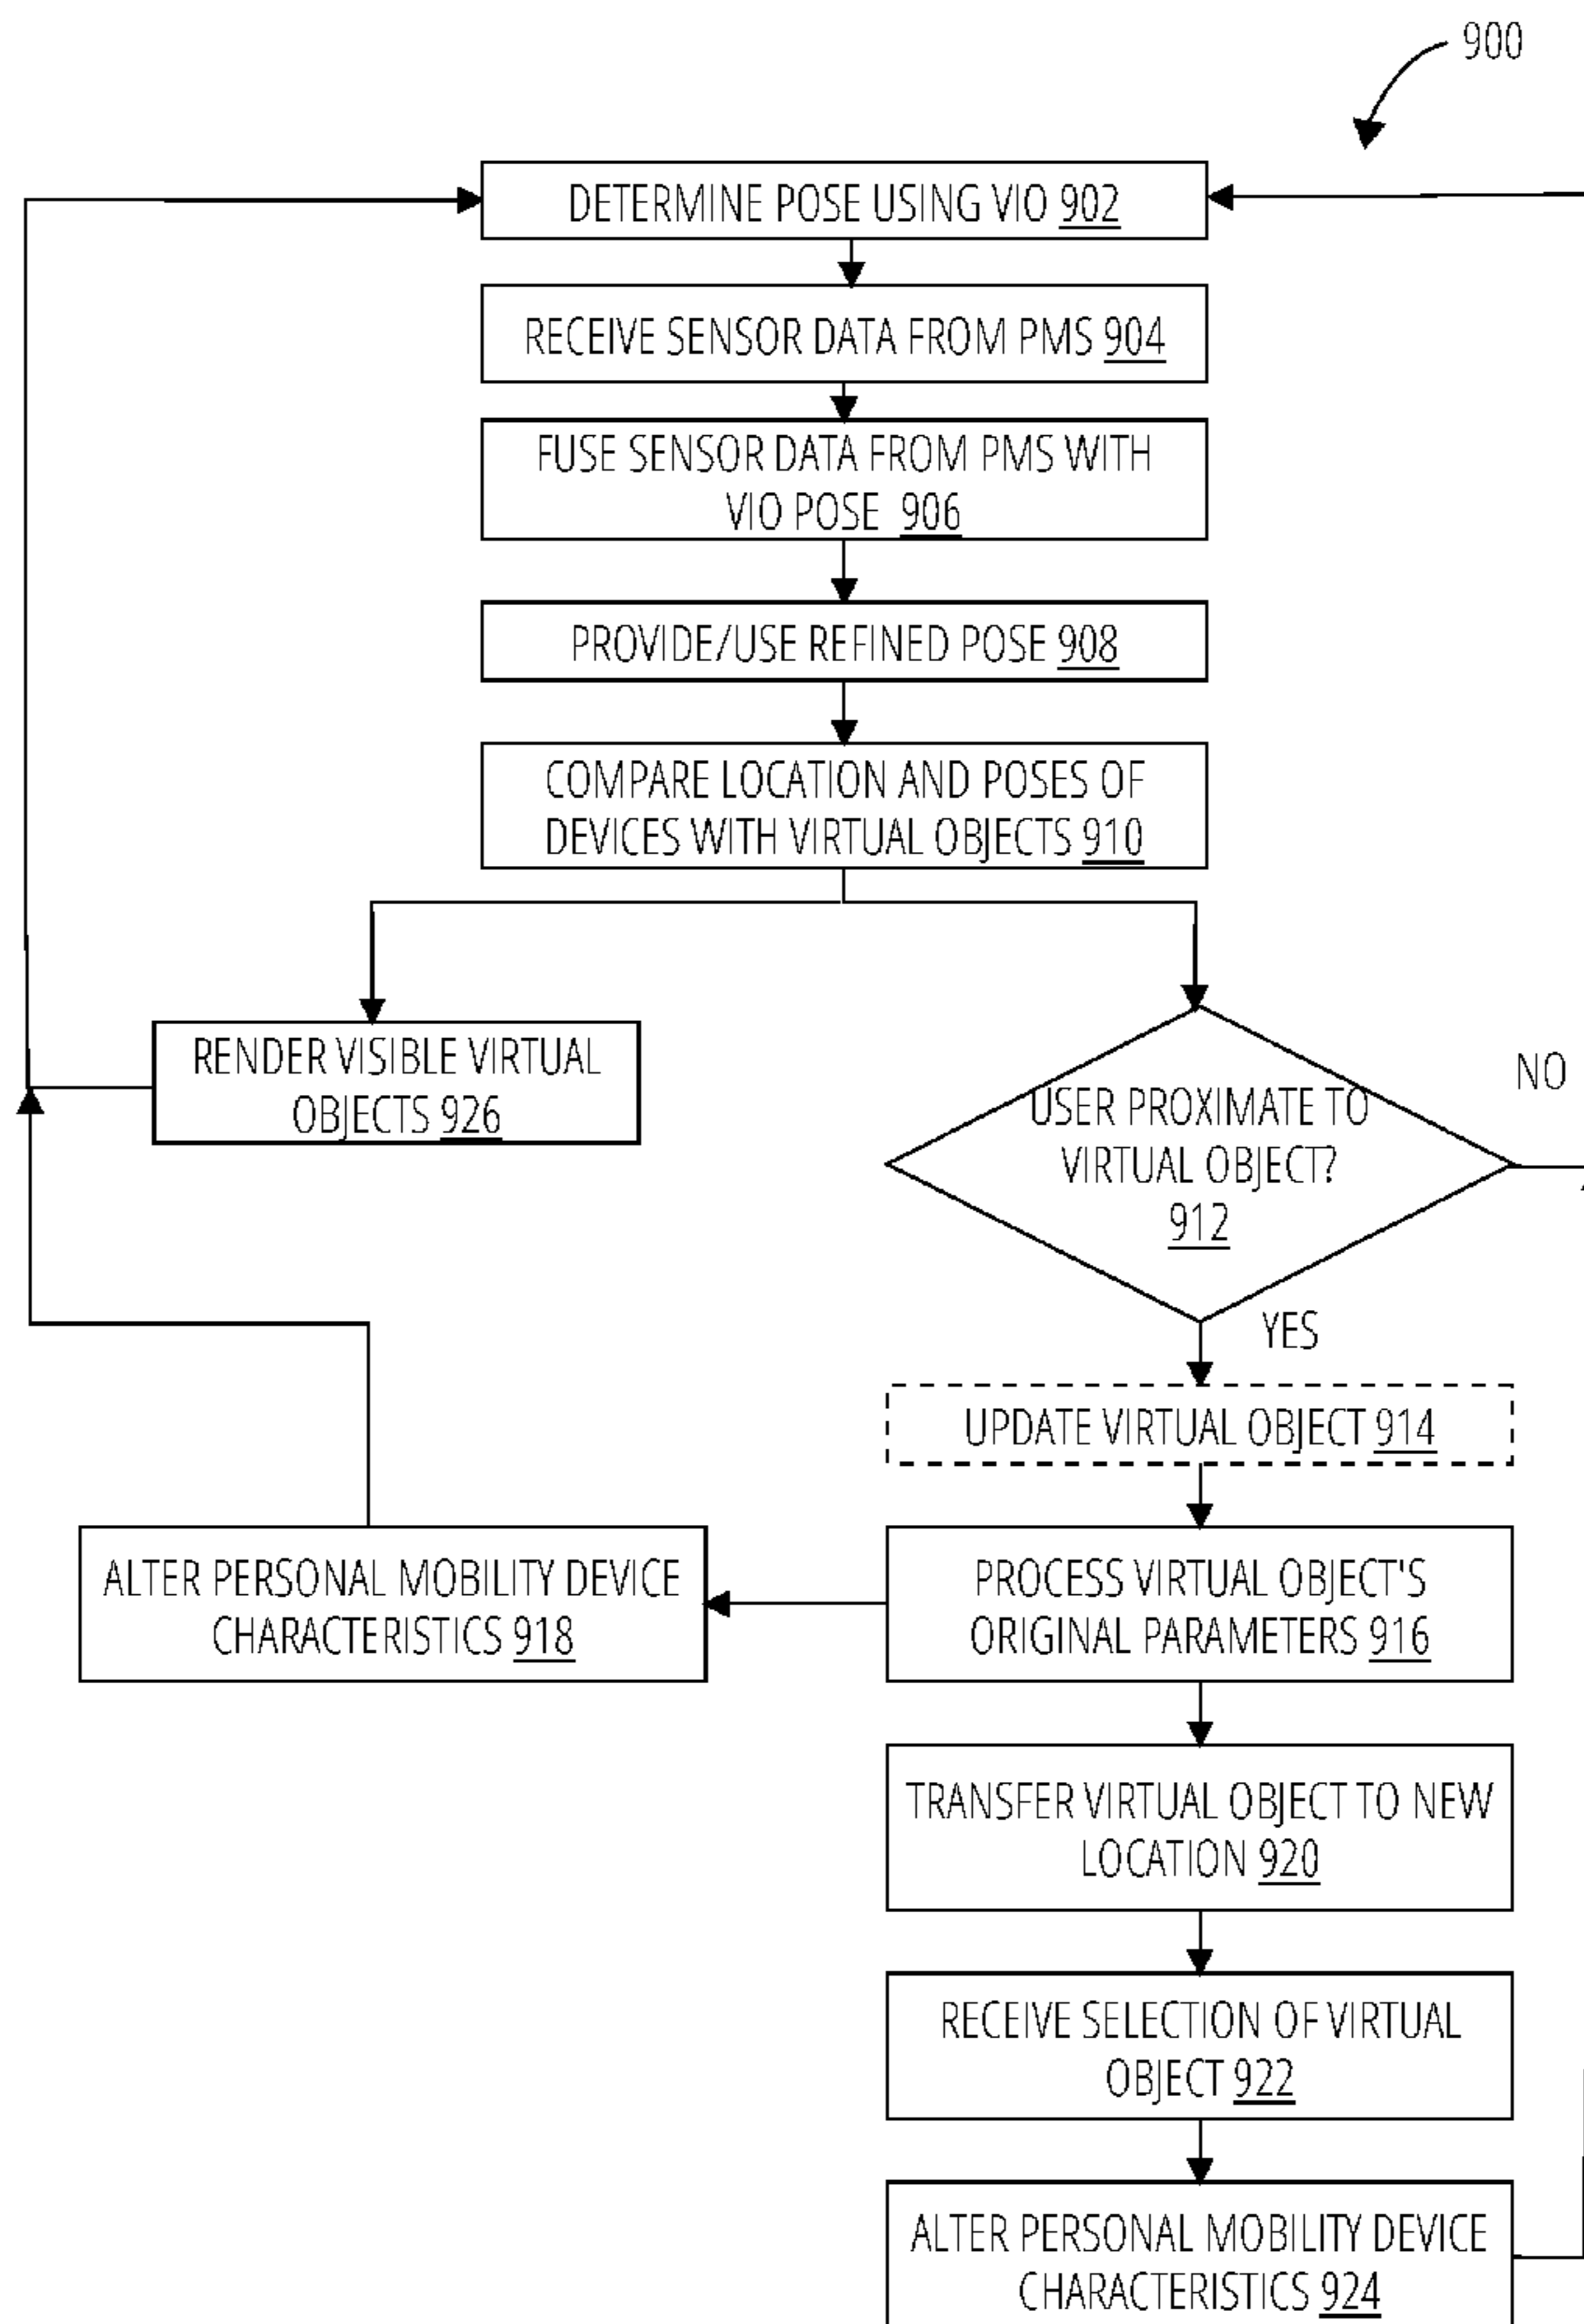 900
DETERMINE POSE USING VIO 902
RECEIVE SENSOR DATA FROM PMS 904
FUSE SENSOR DATA FROM PMS WITH
VIO POSE 906
PROVIDE/USE REFINED POSE 908
COMPARE LOCATION AND POSES OF
DEVICES WITH VIRTUAL OBJECTS 910
RENDER VISIBLE VIRTUAL
OBJECTS 926
USER PROXIMATE TO
VIRTUAL OBJECT?
912
NO
YES
UPDATE VIRTUAL OBJECT 914
ALTER PERSONAL MOBILITY DEVICE
CHARACTERISTICS 918
PROCESS VIRTUAL OBJECT'S
ORIGINAL PARAMETERS 916
TRANSFER VIRTUAL OBJECT TO NEW
LOCATION 920
RECEIVE SELECTION OF VIRTUAL
OBJECT 922
ALTER PERSONAL MOBILITY DEVICE
CHARACTERISTICS 924